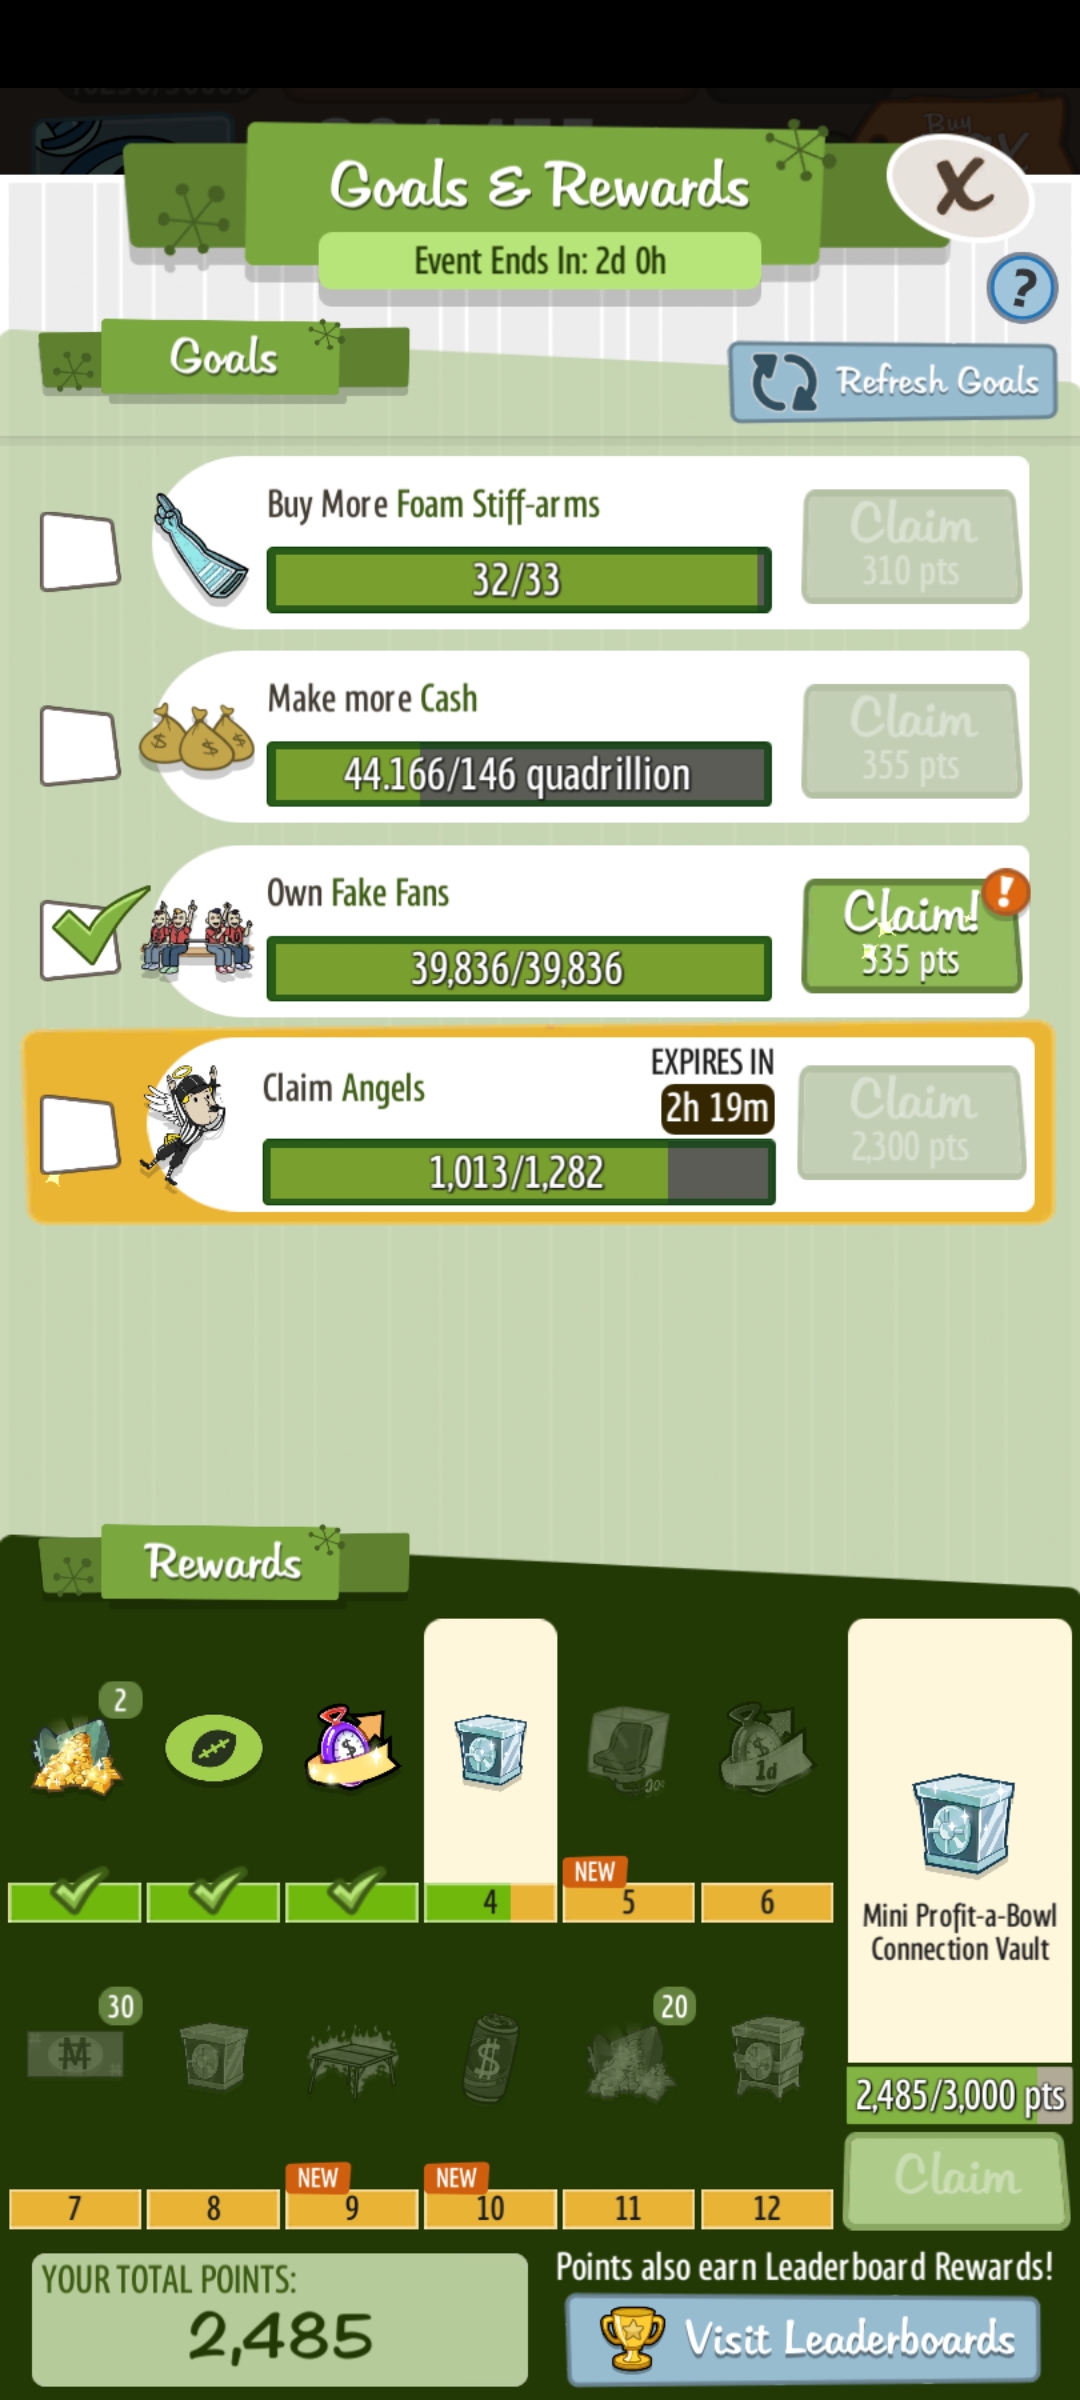 Buy
Goals & Rewards
X
Event Ends In: 2d 0h
?
Goals
Refresh Goals
Buy More Foam Stiff-arms
32/33
Claim
310 pts
Make more Cash
44.166/146 quadrillion
Claim
355 pts
Own Fake Fans
39,836/39,836
Claim!
335 pts
!
Claim Angels
EXPIRES IN
2h 19m
1,013/1,282
Claim
2,300 pts
Rewards
2
1d
4
NEW
5
6
Mini Profit-a-Bowl
Connection Vault
30
20
2,485/3,000 pts
Claim
7
8
NEW
9
NEW
10
11
12
YOUR TOTAL POINTS:
2,485
Points also earn Leaderboard Rewards!
Visit Leaderboards